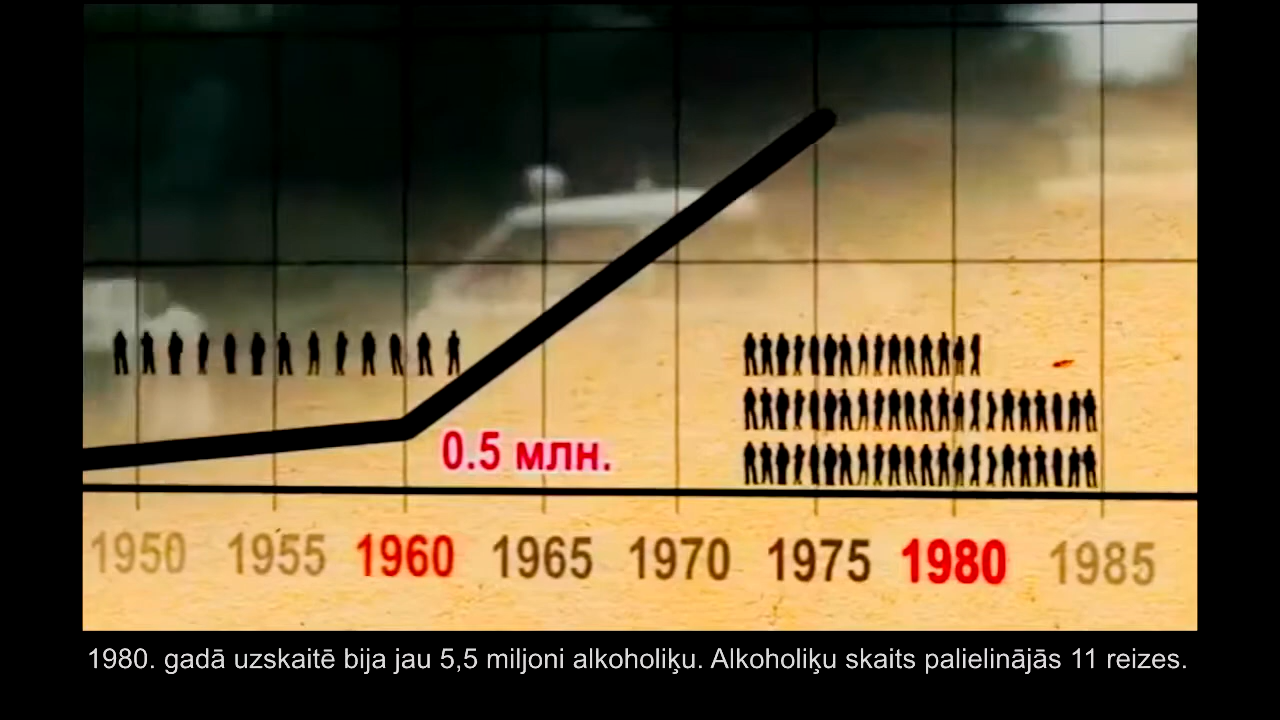 0.5 млн.
1950 1955 1960 1965 1970 1975 1980 1985
1980. gadā uzskaitē bija jau 5,5 miljoni alkoholiķu. Alkoholiķu skaits palielinājās 11 reizes.